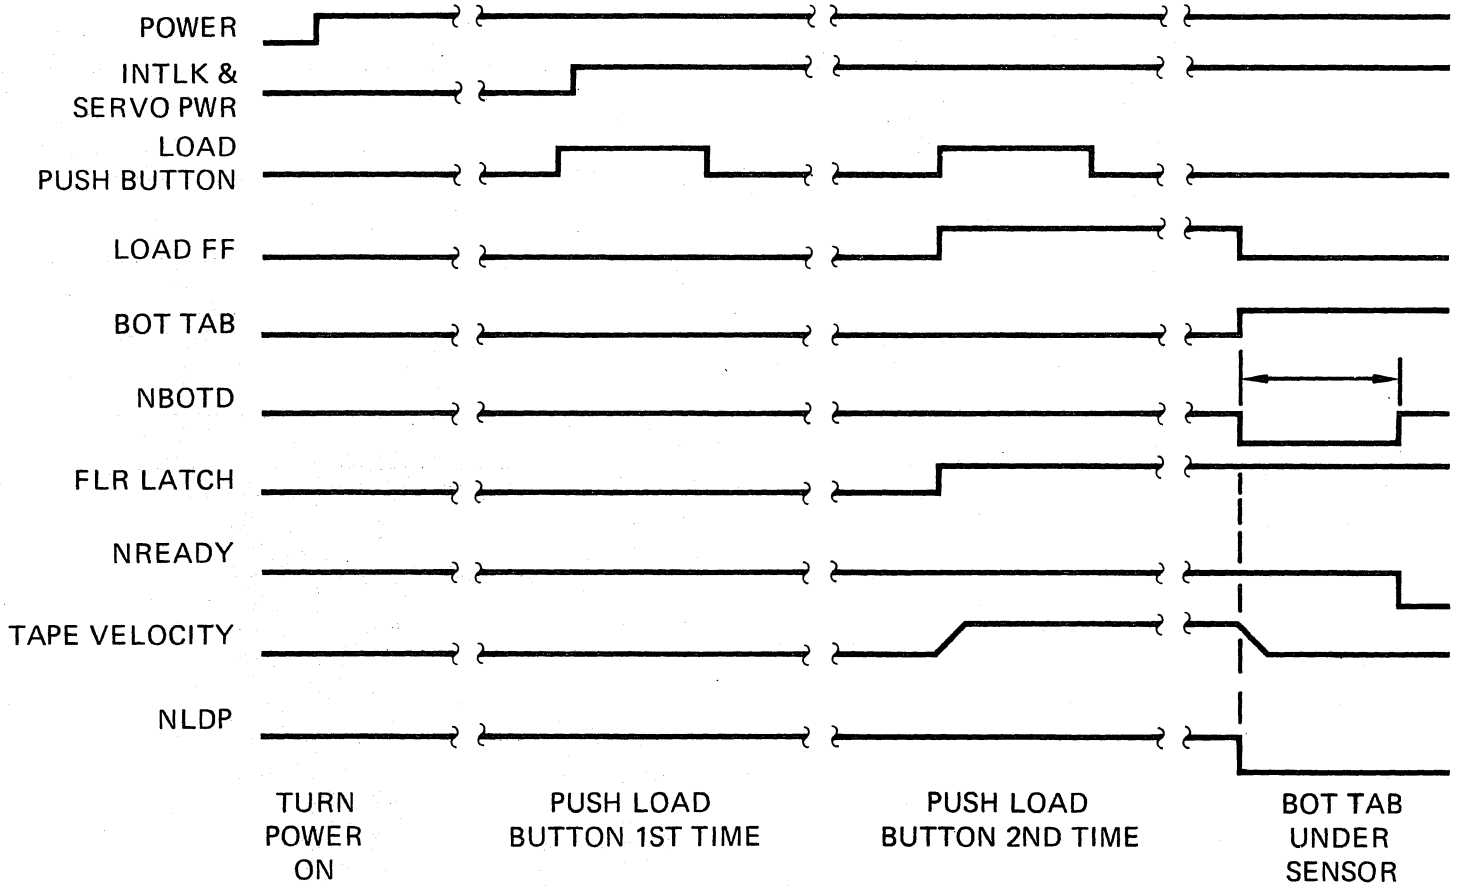 POWER
INTLK &
SERVO PWR
LOAD
PUSH BUTTON
LOAD FF
BOT TAB
NBOTD
FLR LATCH
NREADY
TAPE VELOCITY
NLDP
TURN
POWER
ON
PUSH LOAD
BUTTON 1ST TIME
PUSH LOAD
BUTTON 2ND TIME
BOT TAB
UNDER
SENSOR